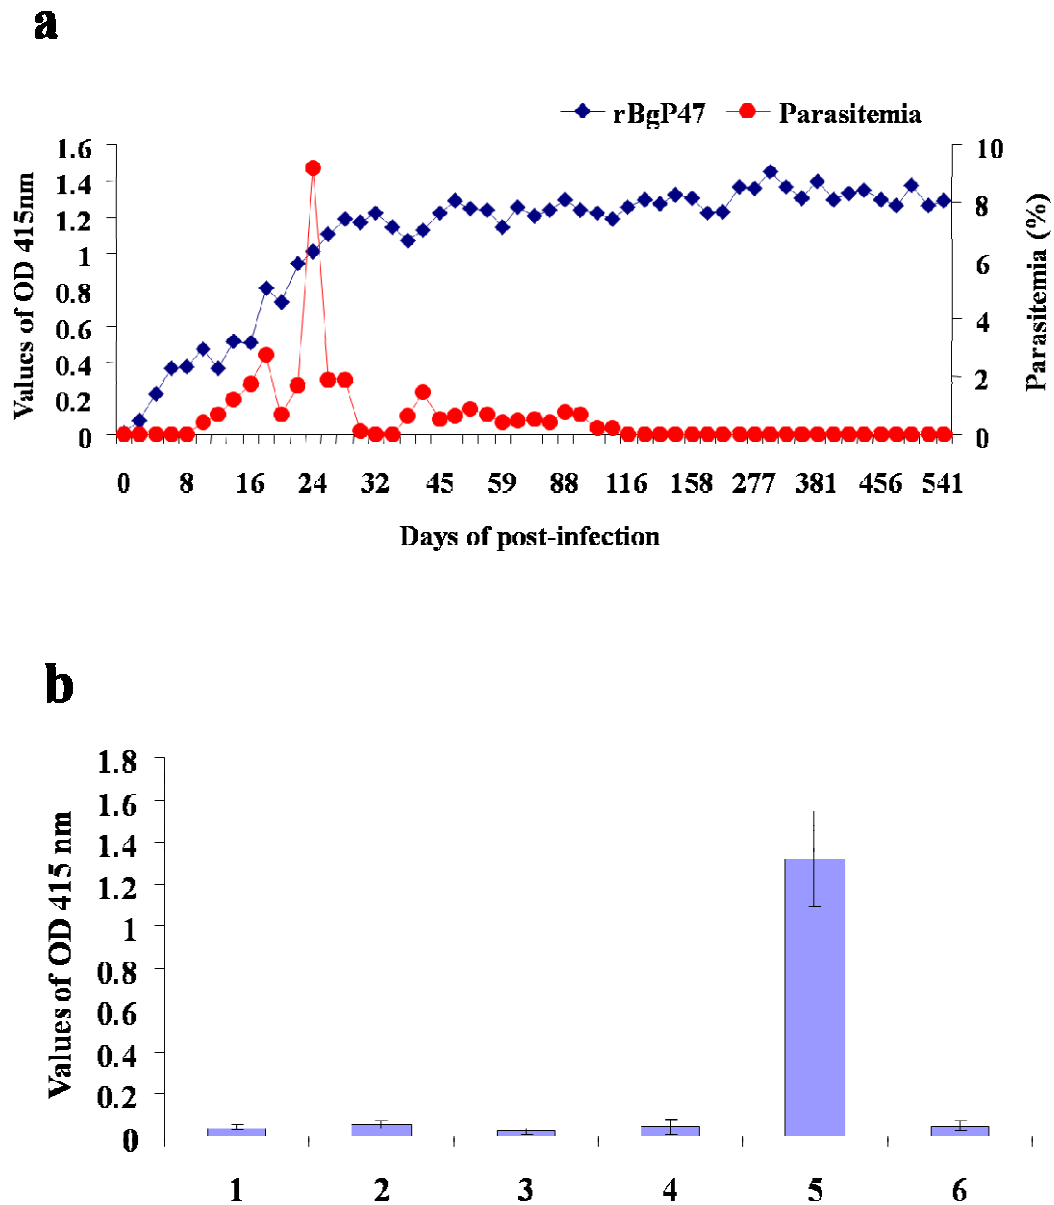 a
rBgP47 Parasitemia
1.6
1.4
1.2
1
0.8
0.6
0.4
0.2
0
Values of OD 415nm
10
8
6
4
2
0
Parasitemia (%)
0 8 16 24 32 45 59 88 116 158 277 381 456 541
Days of post-infection
b
1.8
1.6
1.4
1.2
1
0.8
0.6
0.4
0.2
0
Values of OD 415 nm
1 2 3 4 5 6